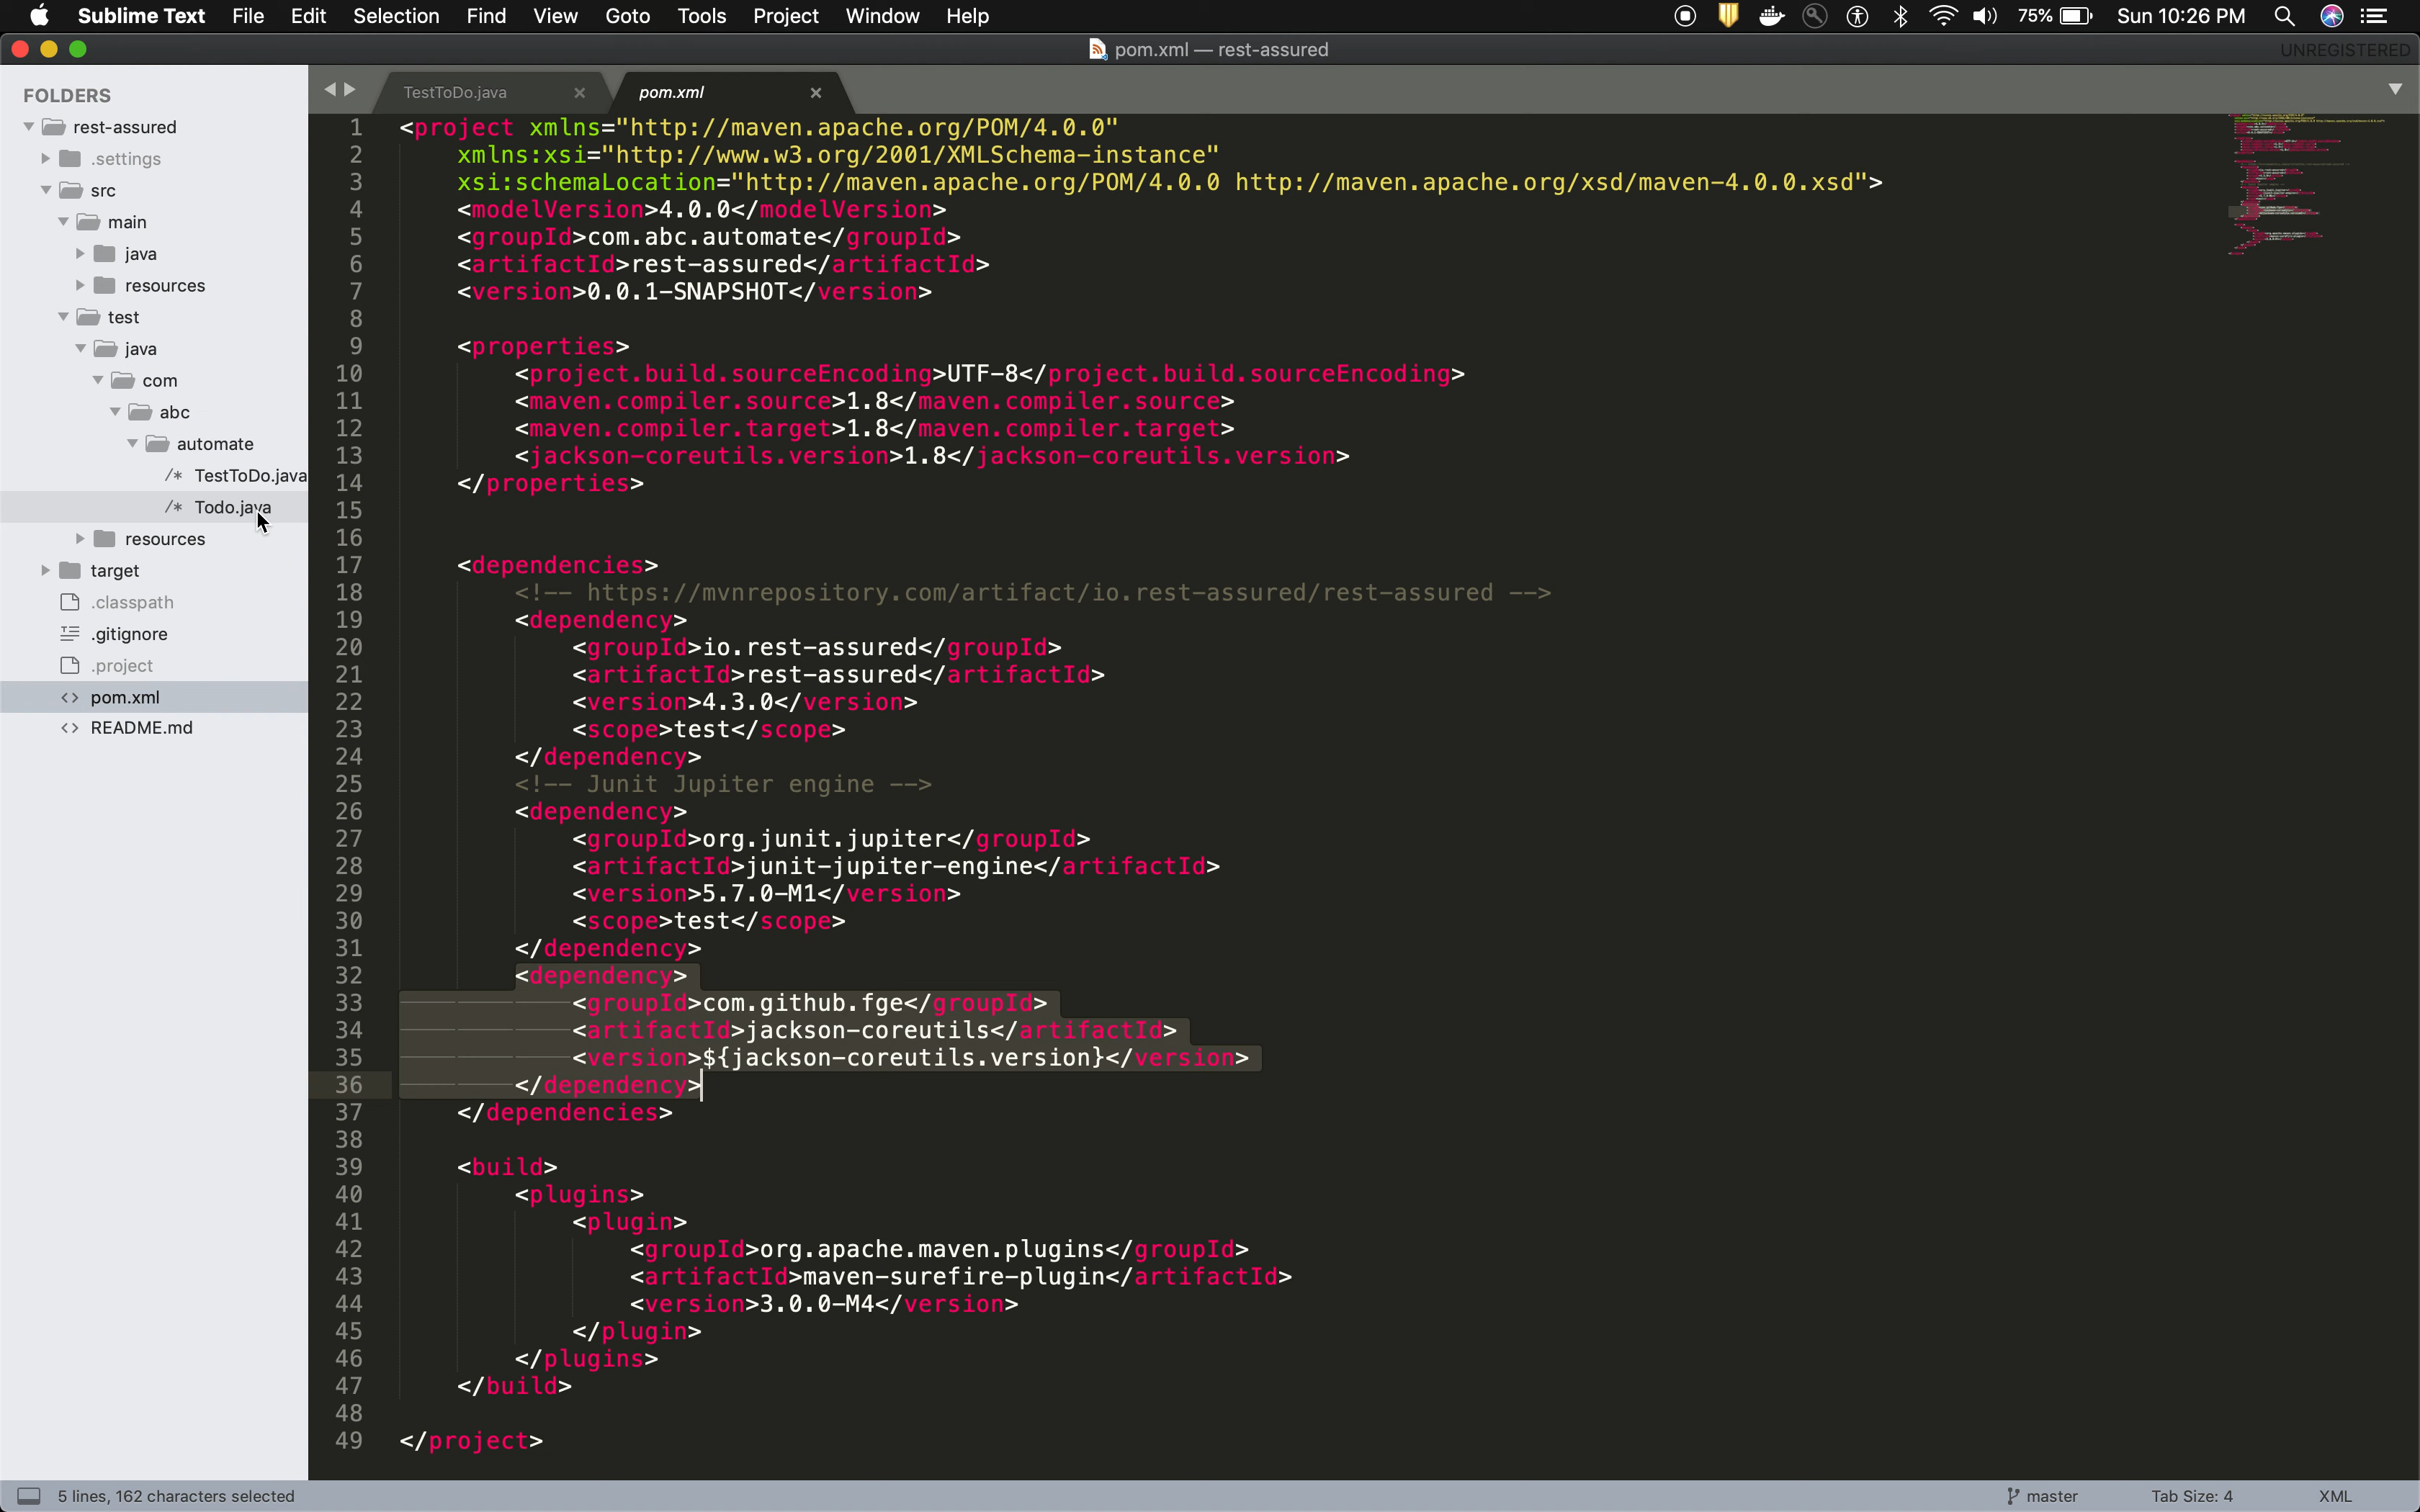 Sublime Text File Edit Selection Find View Goto Tools Project Window Help 75% Sun 10:26 PM
pom.xml — rest-assured UNREGISTERED
FOLDERS
rest-assured
.settings
src
main
java
resources
test
java
com
abc
automate
/* TestToDo.java
/* Todo.java
resources
target
.classpath
.gitignore
.project
<> pom.xml
<> README.md
TestToDo.java × pom.xml ×
1 <project xmlns="http://maven.apache.org/POM/4.0.0"
2 xmlns:xsi="http://www.w3.org/2001/XMLSchema-instance"
3 xsi:schemaLocation="http://maven.apache.org/POM/4.0.0 http://maven.apache.org/xsd/maven-4.0.0.xsd">
4 <modelVersion>4.0.0</modelVersion>
5 <groupId>com.abc.automate</groupId>
6 <artifactId>rest-assured</artifactId>
7 <version>0.0.1-SNAPSHOT</version>
8
9 <properties>
10 <project.build.sourceEncoding>UTF-8</project.build.sourceEncoding>
11 <maven.compiler.source>1.8</maven.compiler.source>
12 <maven.compiler.target>1.8</maven.compiler.target>
13 <jackson-coreutils.version>1.8</jackson-coreutils.version>
14 </properties>
15
16
17 <dependencies>
18 <!-- https://mvnrepository.com/artifact/io.rest-assured/rest-assured -->
19 <dependency>
20 <groupId>io.rest-assured</groupId>
21 <artifactId>rest-assured</artifactId>
22 <version>4.3.0</version>
23 <scope>test</scope>
24 </dependency>
25 <!-- Junit Jupiter engine -->
26 <dependency>
27 <groupId>org.junit.jupiter</groupId>
28 <artifactId>junit-jupiter-engine</artifactId>
29 <version>5.7.0-M1</version>
30 <scope>test</scope>
31 </dependency>
32 <dependency>
33 <groupId>com.github.fge</groupId>
34 <artifactId>jackson-coreutils</artifactId>
35 <version>${jackson-coreutils.version}</version>
36 </dependency>
37 </dependencies>
38
39 <build>
40 <plugins>
41 <plugin>
42 <groupId>org.apache.maven.plugins</groupId>
43 <artifactId>maven-surefire-plugin</artifactId>
44 <version>3.0.0-M4</version>
45 </plugin>
46 </plugins>
47 </build>
48
49 </project>
5 lines, 162 characters selected master Tab Size: 4 XML